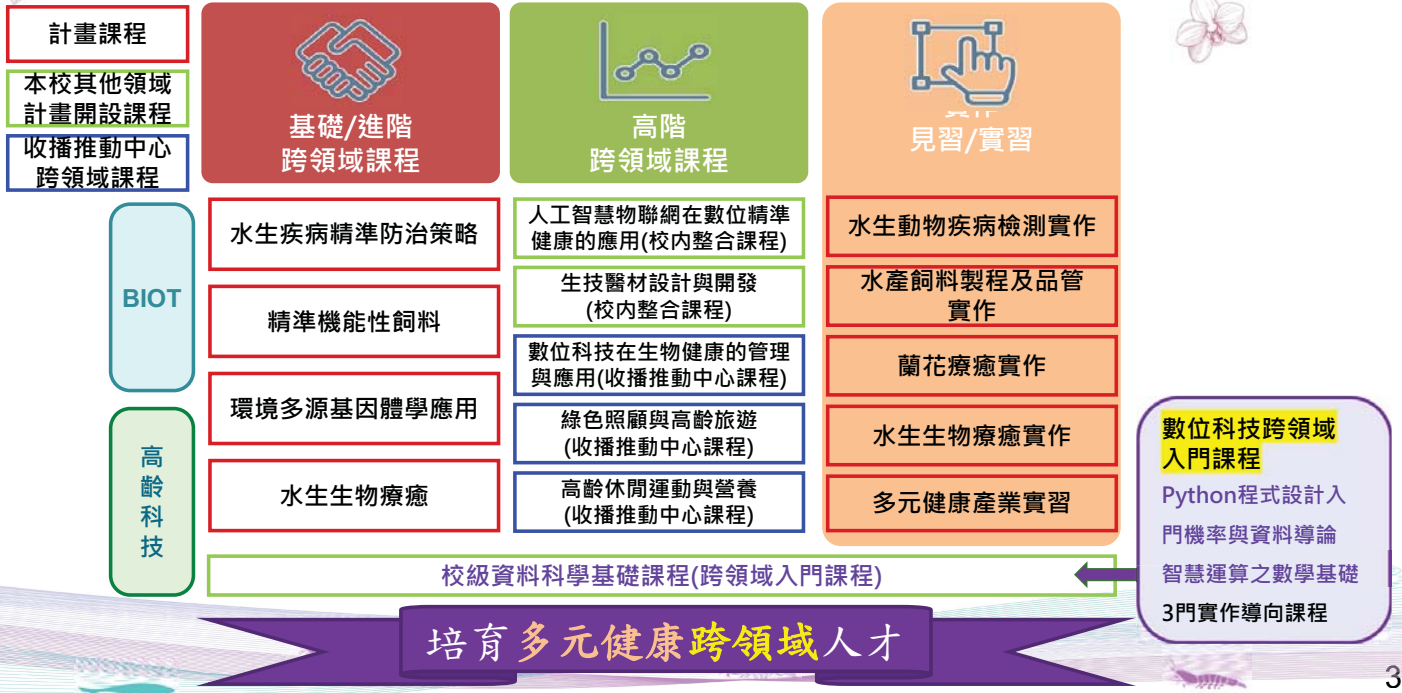 計畫課程
本校其他領域
計畫開設課程
收播推動中心
跨領域課程
基礎/進階
跨領域課程
高階
跨領域課程
實作
見習/實習
BIOT
高
齡
科
技
水生疾病精準防治策略
精準機能性飼料
環境多源基因體學應用
水生生物療癒
人工智慧物聯網在數位精準
健康的應用(校内整合課程)
生技醫材設計與開發
(校内整合課程)
數位科技在生物健康的管理
與應用(收播推動中心課程)
綠色照顧與高齡旅遊
(收播推動中心課程)
高齡休閒運動與營養
(收播推動中心課程)
水生動物疾病檢測實作
水產飼料製程及品管
實作
蘭花療癒實作
水生生物療癒實作
多元健康產業實習
校級資料科學基礎課程(跨領域入門課程)
數位科技跨領域
入門課程
Python程式設計入
門機率與資料導論
智慧運算之數學基礎
3門實作導向課程
培育多元健康跨領域人才
3